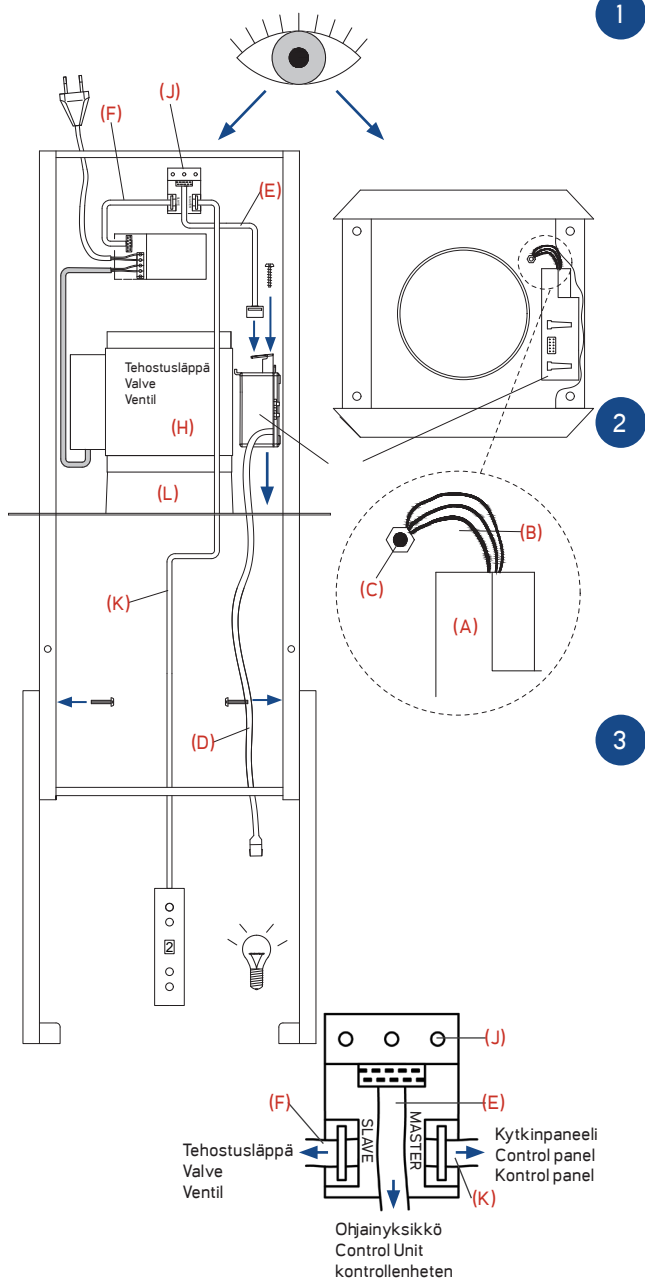 1
(J)
(F)
(E)
Tehostusläppä
Valve
Ventil
(H)
2
(L)
(B)
(C)
(A)
(K)
3
(D)
2
(J)
(F)
(E)
SLAVE
MASTER
Tehostusläppä
Valve
Ventil
Kytkinpaneeli
Control panel
Kontrol panel
(K)
Ohjainyksikkö
Control Unit
kontrollenheten